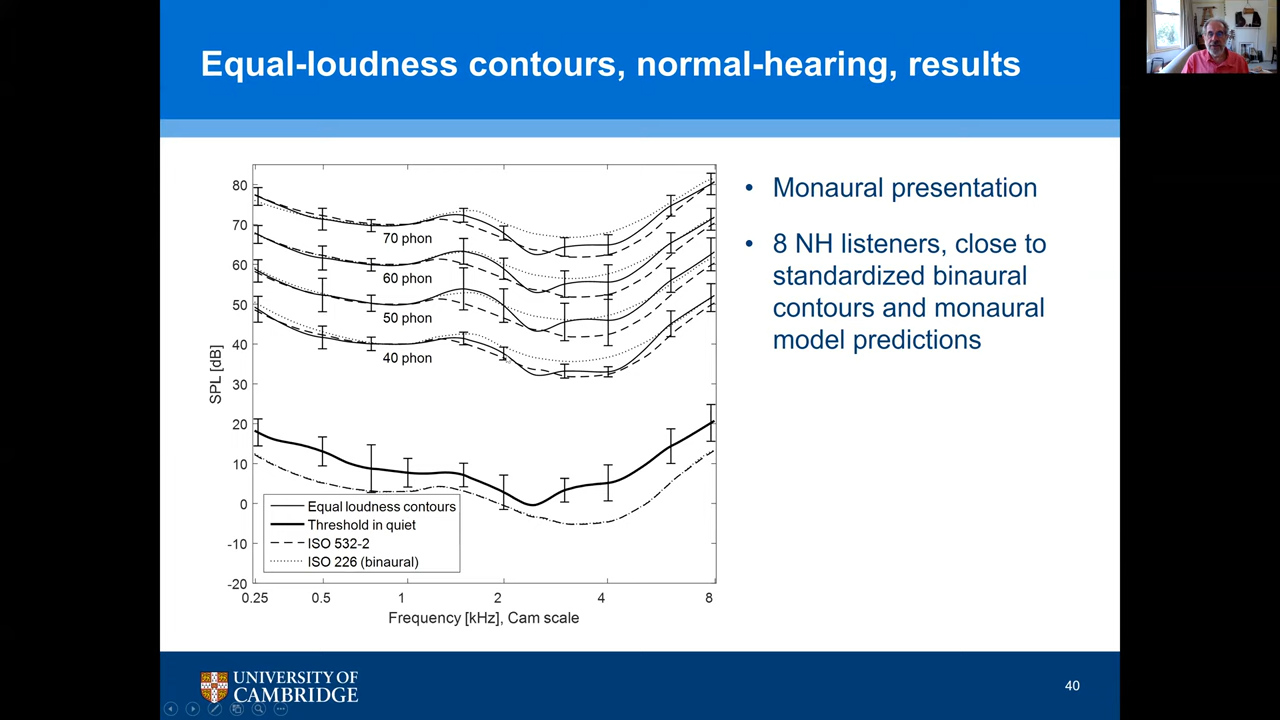 Equal-loudness contours, normal-hearing, results
80
70
60
50
40
30
20
10
0
-10
-20
SPL [dB]
70 phon
60 phon
50 phon
40 phon
Equal loudness contours
Threshold in quiet
ISO 532-2
ISO 226 (binaural)
0.25 0.5 1 2 4 8
Frequency [kHz], Cam scale
• Monaural presentation
• 8 NH listeners, close to
standardized binaural
contours and monaural
model predictions
UNIVERSITY OF
CAMBRIDGE
40